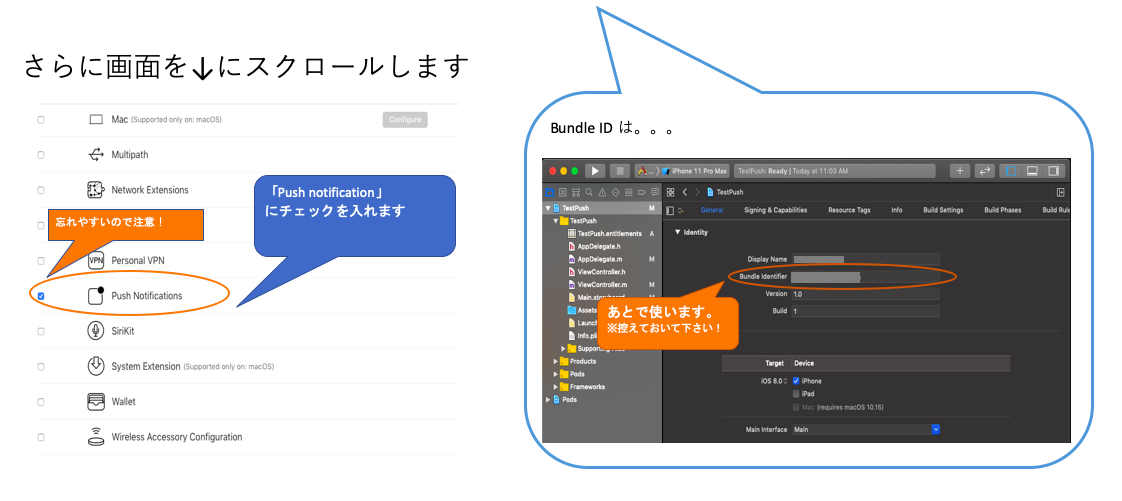 さらに画面を↓にスクロールします
Mac (Supported only on: macOS)
Configure
Multipath
Network Extensions
「Push notification」
にチェックを入れます
忘れやすいので注意！
VPN
Personal VPN
Push Notifications
SiriKit
System Extension (Supported only on: macOS)
Wallet
Wireless Accessory Configuration
Bundle ID は。。。
iPhone 11 Pro Max
TestPush: Ready | Today at 11:03 AM
TestPush
TestPush M
TestPush
TestPush.entitlements A
AppDelegate.h
AppDelegate.m M
ViewController.h
ViewController.m M
Main.storyboard M
Assets
Launc
Info.pli
Supporting Files
Products
Pods
Frameworks
Pods
General
Signing & Capabilities
Resource Tags
Info
Build Settings
Build Phases
Build Rule
Identity
Display Name
Bundle Identifier
Version 1.0
Build 1
あとで使います。
※控えておいて下さい！
Target Device
iOS 8.0
iPhone
iPad
Mac (requires macOS 10.15)
Main Interface Main